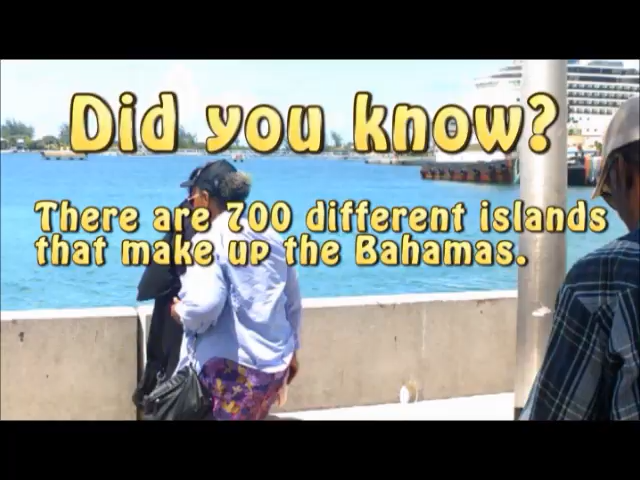 Did you know?
There are 700 different islands
that make up the Bahamas.